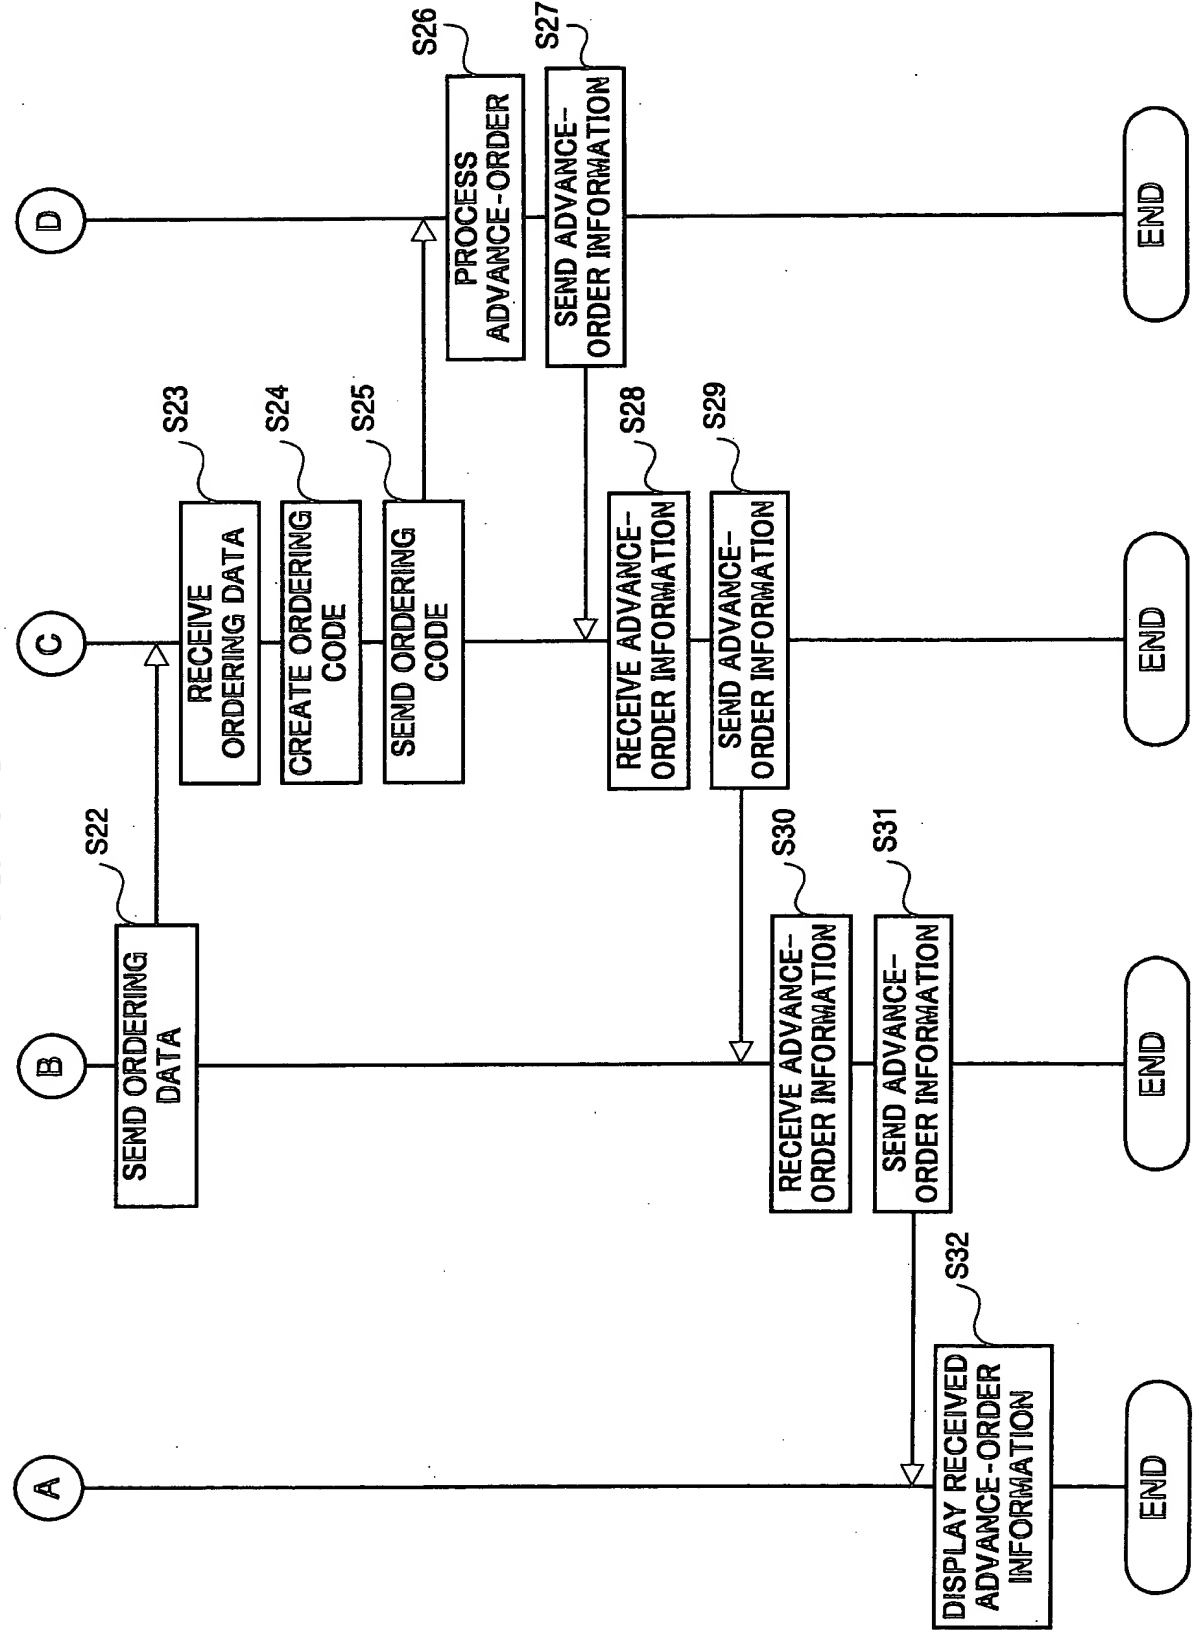 A
B
C
D
SEND ORDERING
DATA
S22
RECEIVE
ORDERING DATA
S23
CREATE ORDERING
CODE
S24
SEND ORDERING
CODE
S25
PROCESS
ADVANCE-ORDER
S26
SEND ADVANCE-
ORDER INFORMATION
S27
RECEIVE ADVANCE-
ORDER INFORMATION
S28
SEND ADVANCE-
ORDER INFORMATION
S29
RECEIVE ADVANCE-
ORDER INFORMATION
S30
SEND ADVANCE-
ORDER INFORMATION
S31
DISPLAY RECEIVED
ADVANCE-ORDER
INFORMATION
S32
END
END
END
END